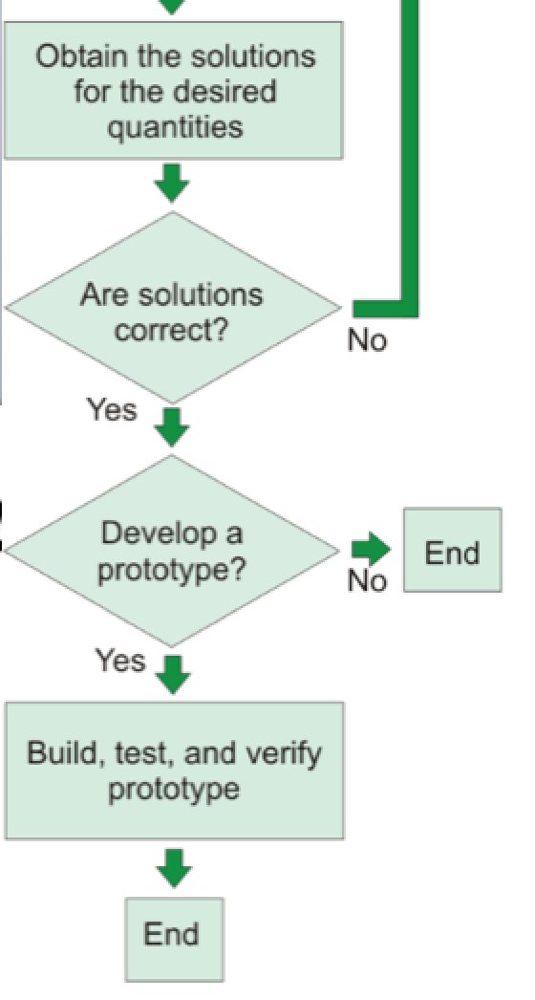 Obtain the solutions
for the desired
quantities
Are solutions
correct?
No
Yes
Develop a
prototype?
No
End
Yes
Build, test, and verify
prototype
End